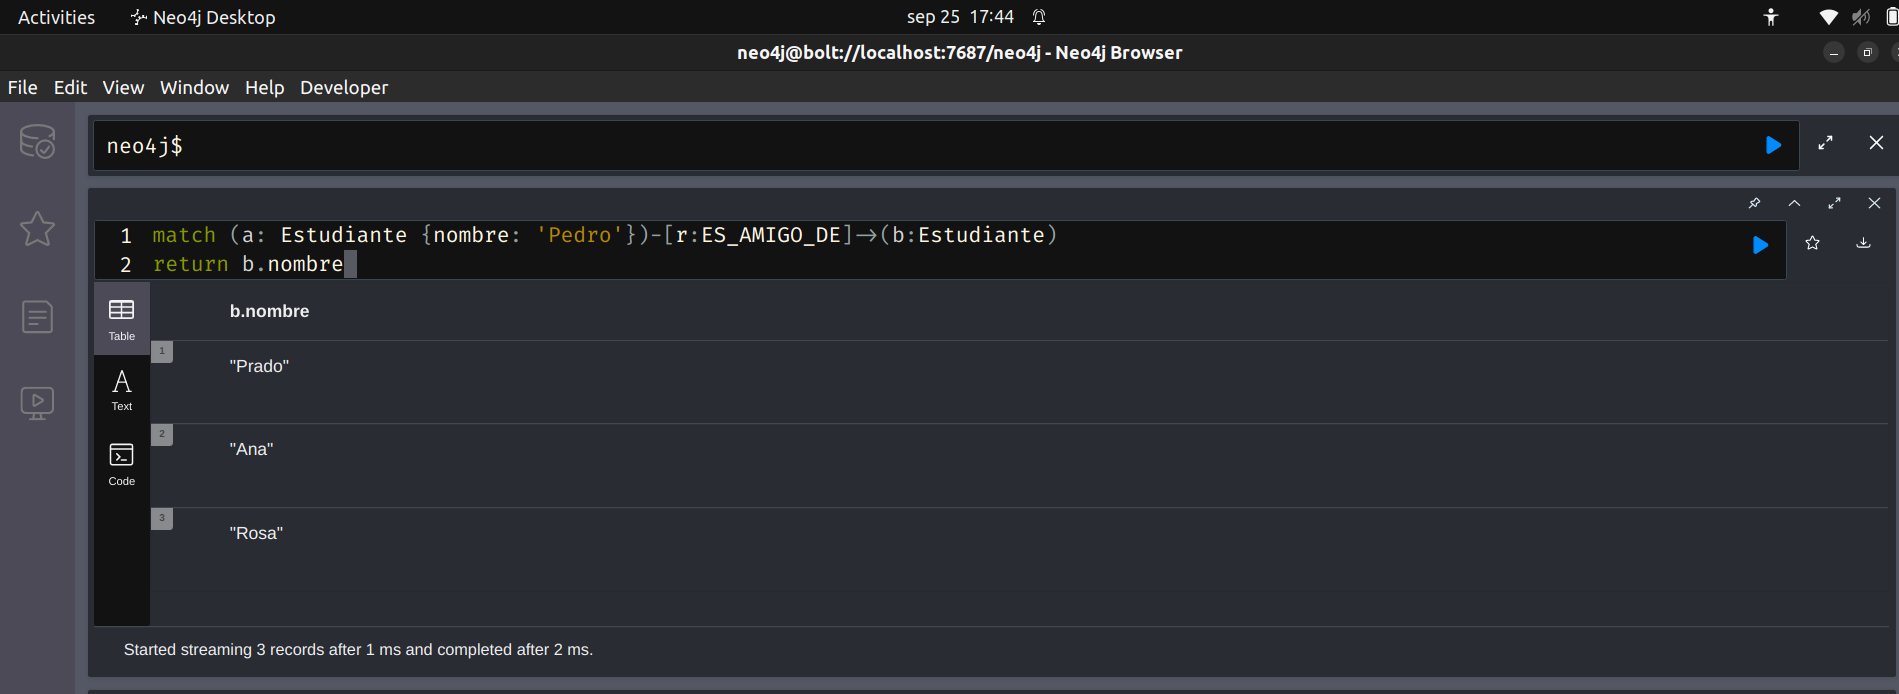 Activities Neo4j Desktop sep 25 17:44
neo4j@bolt://localhost:7687/neo4j - Neo4j Browser
File Edit View Window Help Developer
neo4j$
1 match (a: Estudiante {nombre: 'Pedro'})-[r:ES_AMIGO_DE]->(b:Estudiante)
2 return b.nombre
b.nombre
Table
1
"Prado"
Text
2
"Ana"
Code
3
"Rosa"
Started streaming 3 records after 1 ms and completed after 2 ms.